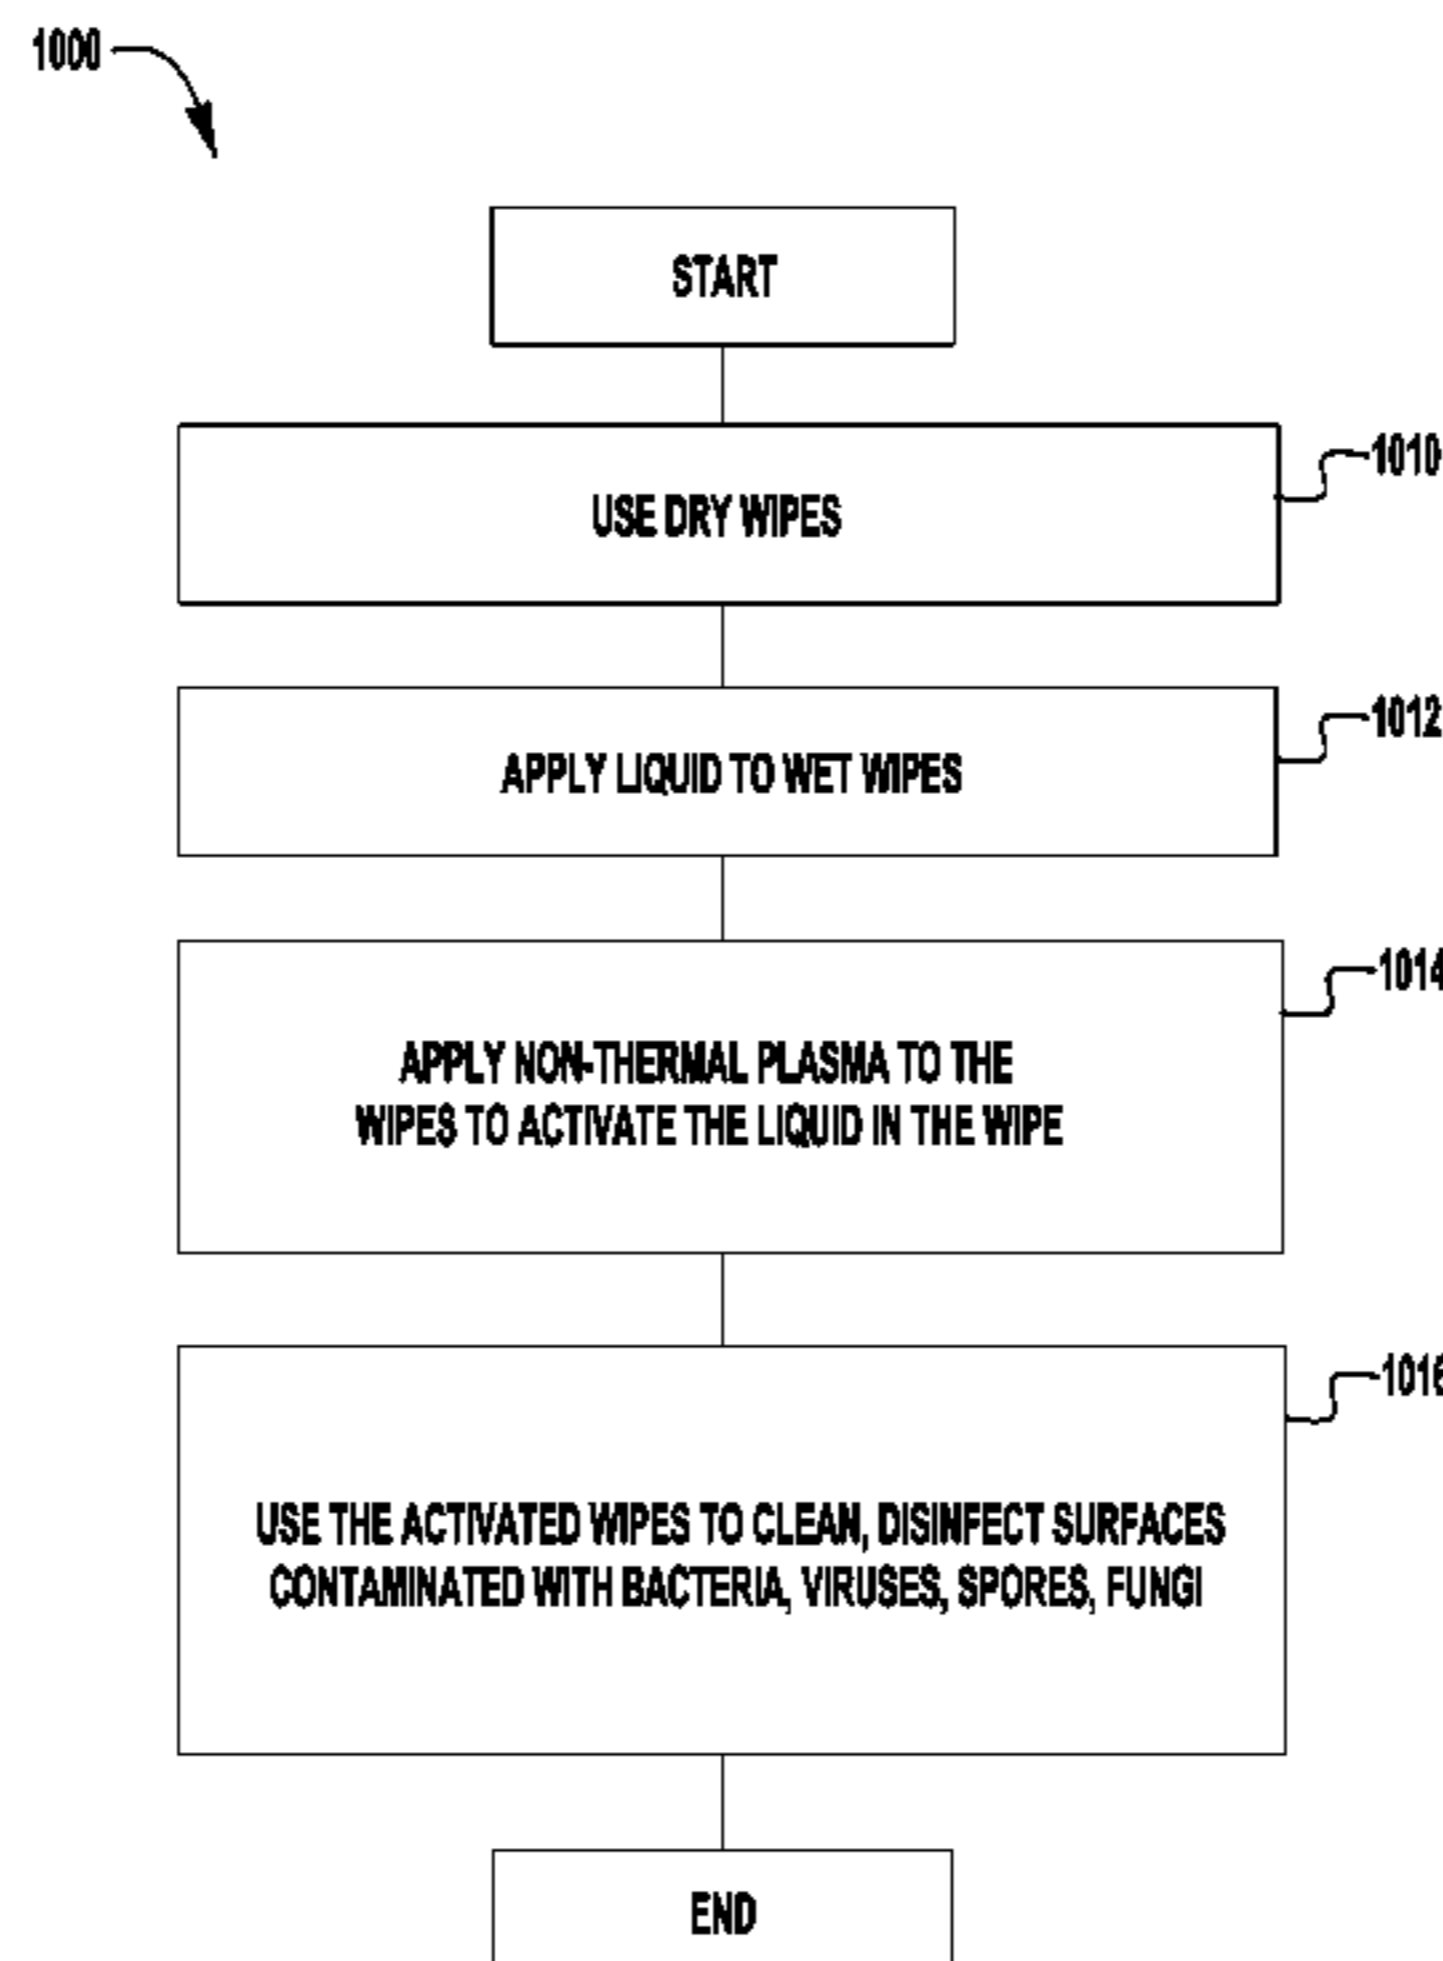 1000
START
USE DRY WIPES
1010
APPLY LIQUID TO WET WIPES
1012
APPLY NON-THERMAL PLASMA TO THE
WIPES TO ACTIVATE THE LIQUID IN THE WIPE
1014
USE THE ACTIVATED WIPES TO CLEAN, DISINFECT SURFACES
CONTAMINATED WITH BACTERIA, VIRUSES, SPORES, FUNGI
1016
END